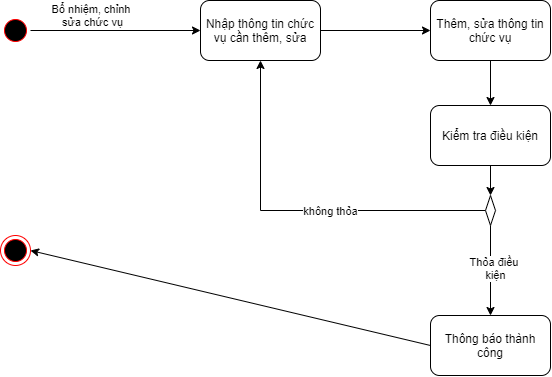 Bổ nhiệm, chỉnh
sửa chức vụ
Nhập thông tin chức
vụ cần thêm, sửa
Thêm, sửa thông tin
chức vụ
Kiểm tra điều kiện
không thỏa
Thỏa điều
kiện
Thông báo thành
công